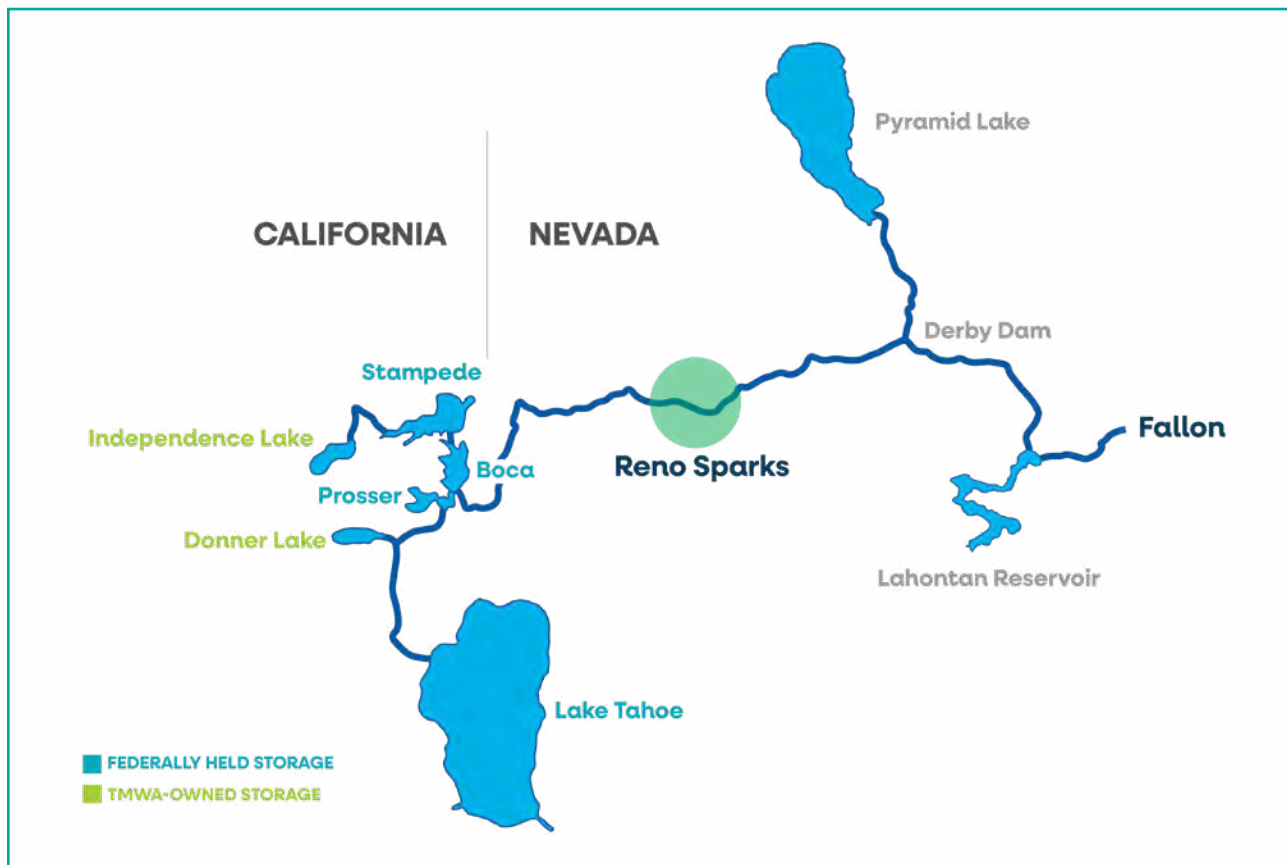 Pyramid Lake
CALIFORNIA
NEVADA
Derby Dam
Stampede
Independence Lake
Fallon
Reno Sparks
Boca
Prosser
Donner Lake
Lahontan Reservoir
Lake Tahoe
FEDERALLY HELD STORAGE
TMWA-OWNED STORAGE